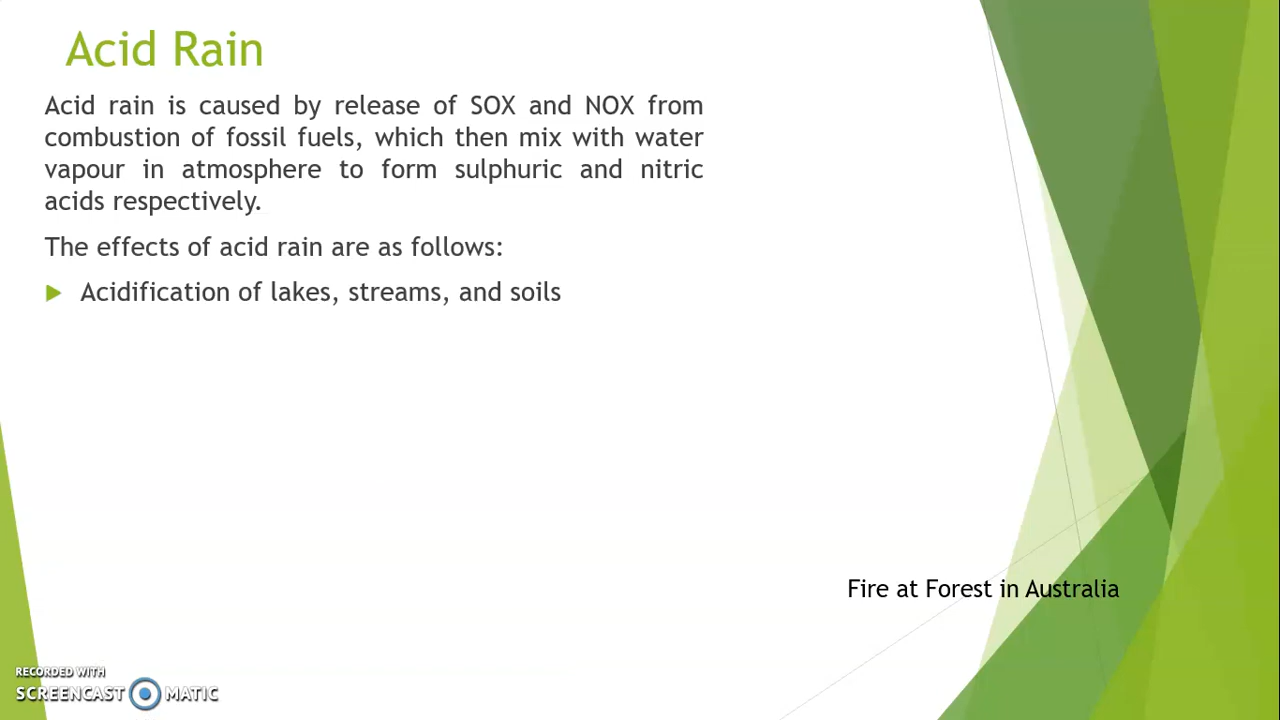 Acid Rain
Acid rain is caused by release of SOX and NOX from
combustion of fossil fuels, which then mix with water
vapour in atmosphere to form sulphuric and nitric
acids respectively.
The effects of acid rain are as follows:
Acidification of lakes, streams, and soils
Fire at Forest in Australia
RECORDED WITH
SCREENCAST MATIC